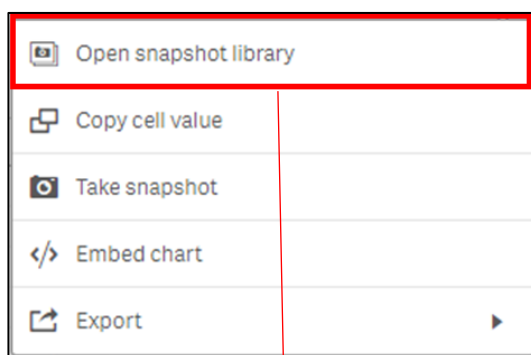 Open snapshot library
Copy cell value
Take snapshot
Embed chart
Export